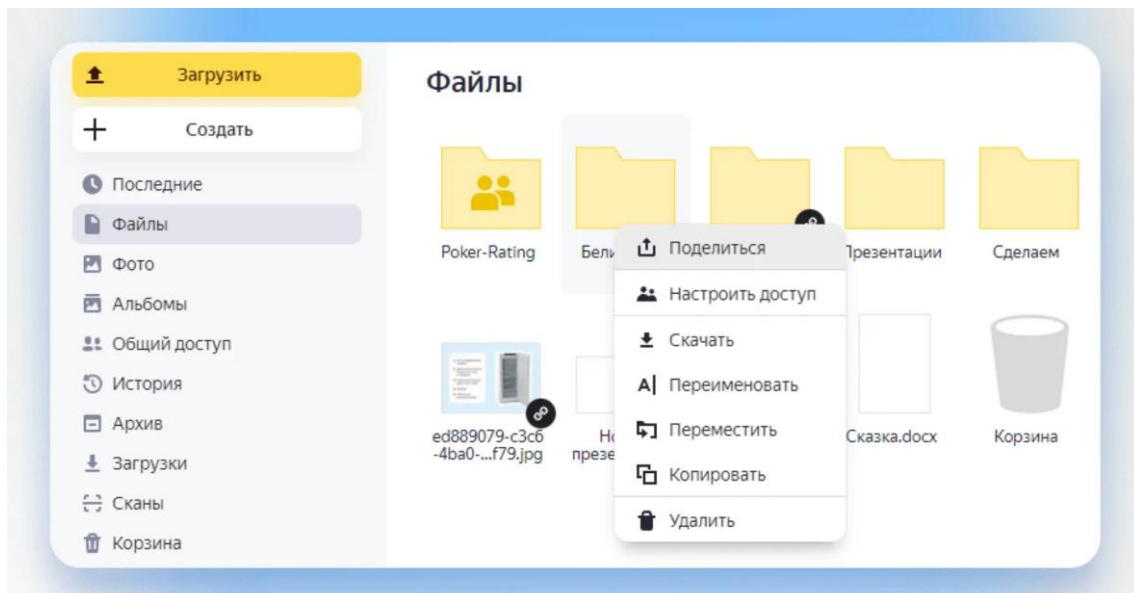 Загрузить
Создать
Последние
Файлы
Фото
Альбомы
Общий доступ
История
Архив
Загрузки
Сканы
Корзина
Файлы
Poker-Rating
Презентации
Сделаем
Поделиться
Настроить доступ
Скачать
Переименовать
Переместить
Копировать
Удалить
ed889079-c3c6
-4ba0-...f79.jpg
Сказка.docx
Корзина